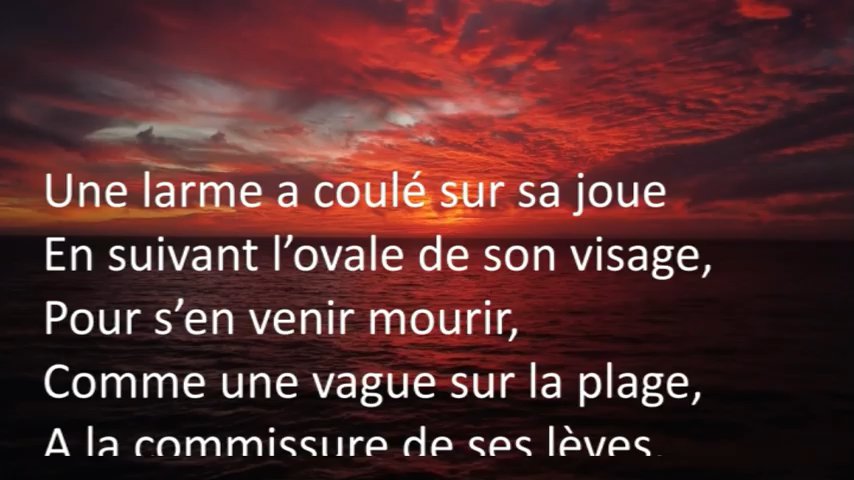 Une larme a coulé sur sa joue
En suivant l’ovale de son visage,
Pour s’en venir mourir,
Comme une vague sur la plage,
A la commissure de ses lèves.